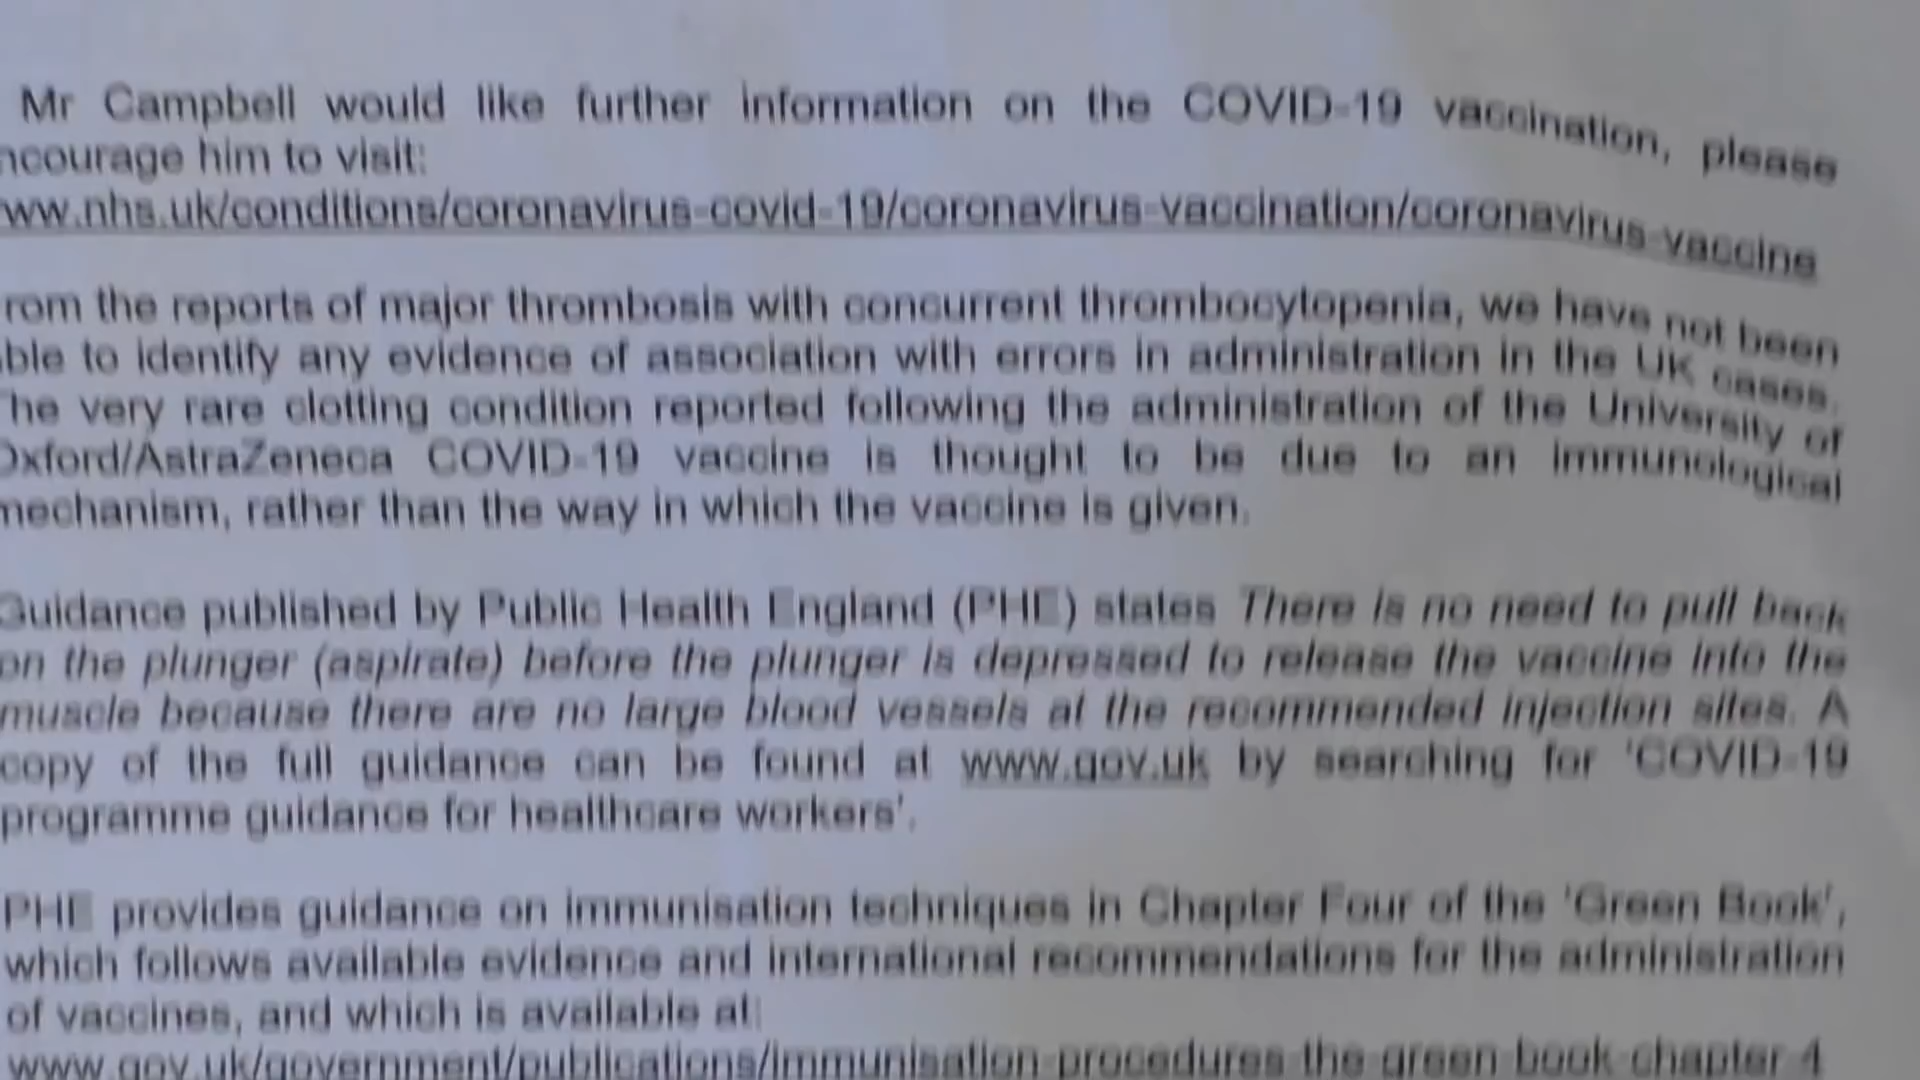 Mr Campbell would like further information on the COVID-19 vaccination, please
ncourage him to visit:
ww.nhs.uk/conditions/coronavirus-covid-19/coronavirus-vaccination/coronavirus-vaccine
rom the reports of major thrombosis with concurrent thrombocytopenia, we have not been
ble to identify any evidence of association with errors in administration in the UK cases.
The very rare clotting condition reported following the administration of the University of
Oxford/AstraZeneca COVID-19 vaccine is thought to be due to an immunological
mechanism, rather than the way in which the vaccine is given.
Guidance published by Public Health England (PHE) states There is no need to pull back
on the plunger (aspirate) before the plunger is depressed to release the vaccine into the
muscle because there are no large blood vessels at the recommended injection sites. A
copy of the full guidance can be found at www.gov.uk by searching for 'COVID-19
programme guidance for healthcare workers'.
PHE provides guidance on immunisation techniques in Chapter Four of the 'Green Book',
which follows available evidence and international recommendations for the administration
of vaccines, and which is available at:
www.gov.uk/government/publications/immunisation-procedures-the-green-book-chapter-4